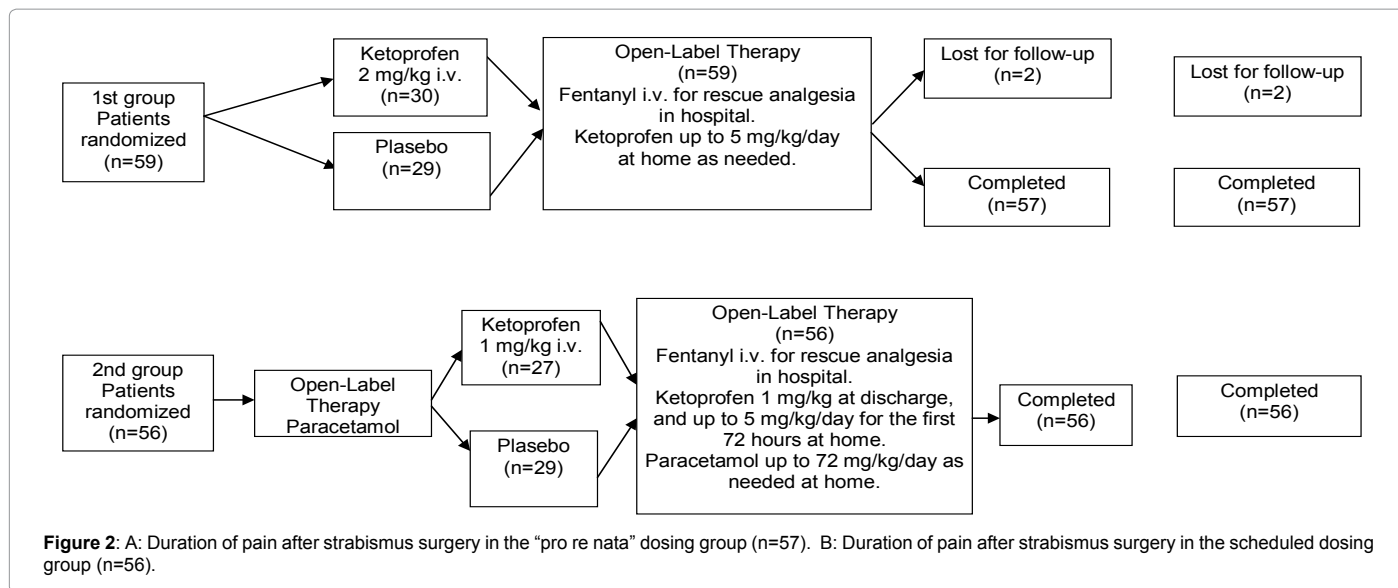 1st group
Patients
randomized
(n=59)
Ketoprofen
2 mg/kg i.v.
(n=30)
Plasebo
(n=29)
Open-Label Therapy
(n=59)
Fentanyl i.v. for rescue analgesia
in hospital.
Ketoprofen up to 5 mg/kg/day
at home as needed.
Lost for follow-up
(n=2)
Completed
(n=57)
Lost for follow-up
(n=2)
Completed
(n=57)
2nd group
Patients
randomized
(n=56)
Open-Label
Therapy
Paracetamol
Ketoprofen
1 mg/kg i.v.
(n=27)
Plasebo
(n=29)
Open-Label Therapy
(n=56)
Fentanyl i.v. for rescue analgesia
in hospital.
Ketoprofen 1 mg/kg at discharge,
and up to 5 mg/kg/day for the first
72 hours at home.
Paracetamol up to 72 mg/kg/day as
needed at home.
Completed
(n=56)
Completed
(n=56)
Figure 2: A: Duration of pain after strabismus surgery in the “pro re nata” dosing group (n=57). B: Duration of pain after strabismus surgery in the scheduled dosing
group (n=56).